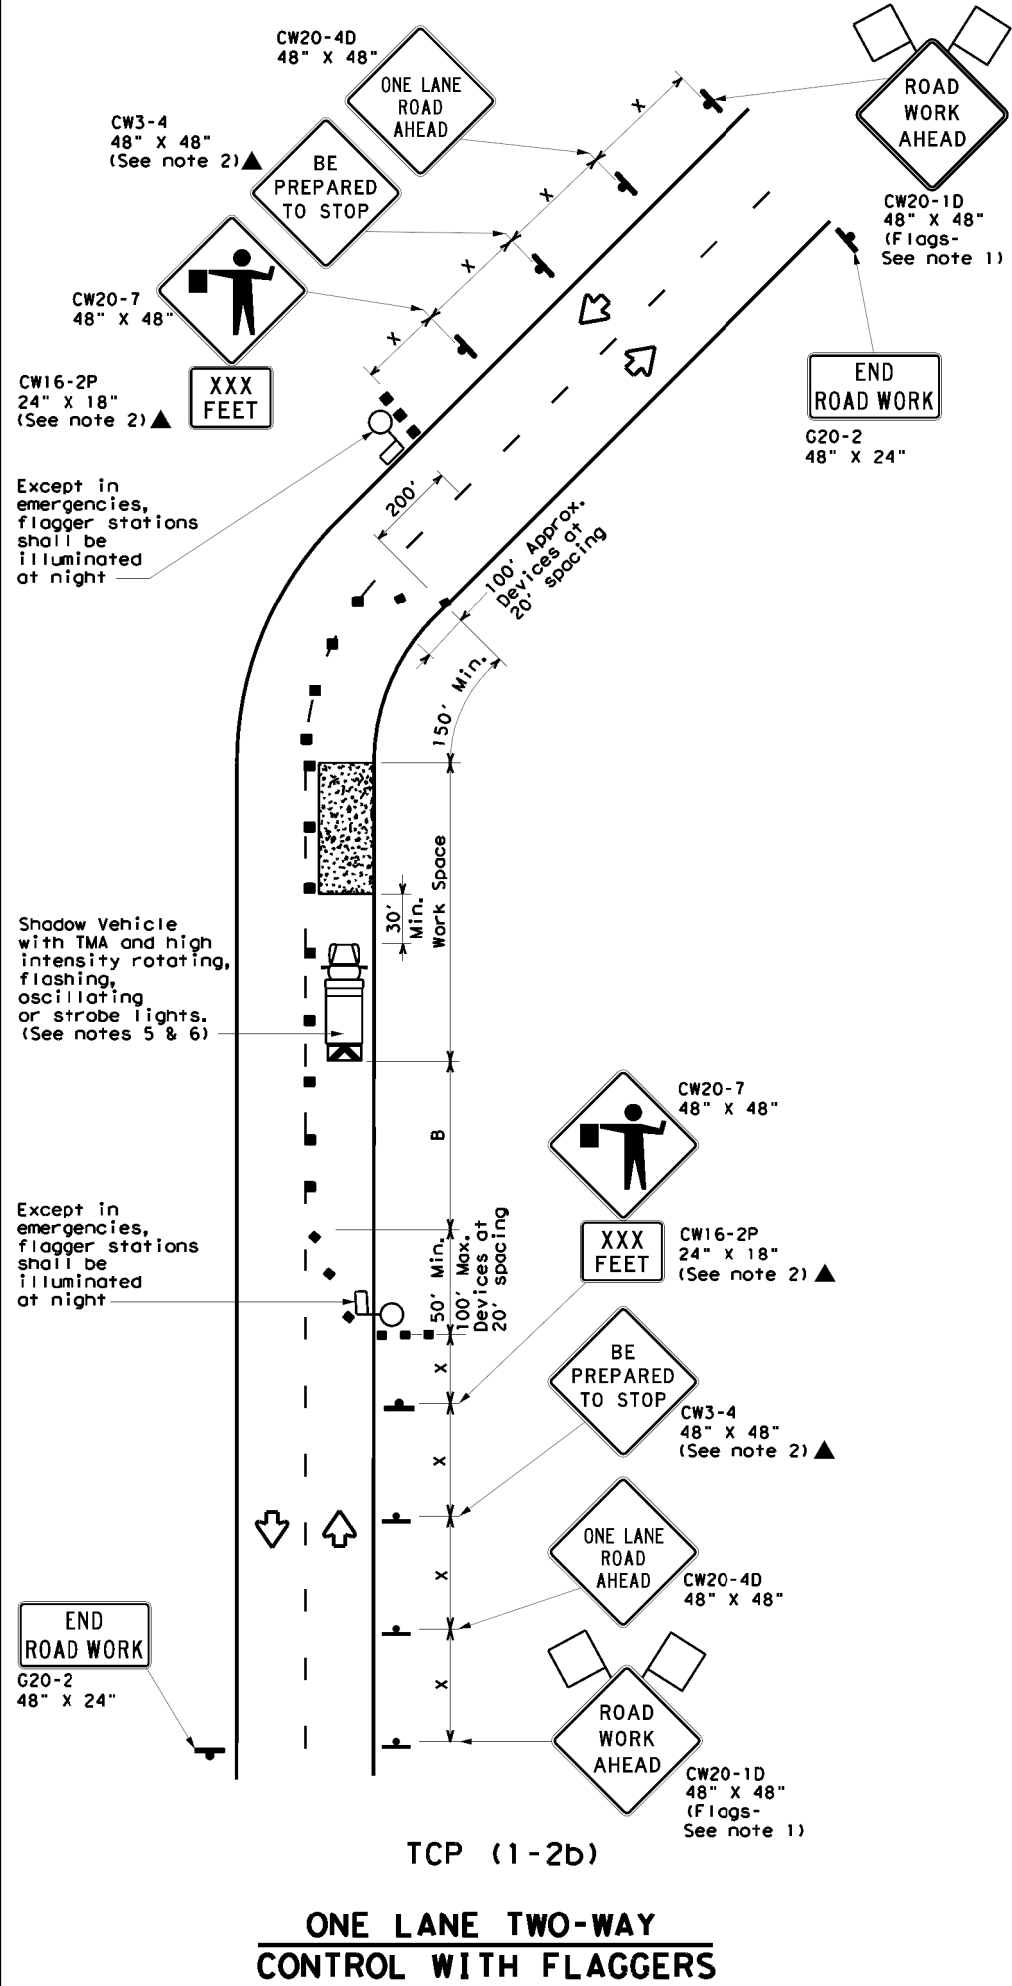 CW20-4D
48" X 48"
ONE LANE
ROAD
AHEAD
ROAD
WORK
AHEAD
CW20-1D
48" X 48"
(Flags-
See note 1)
CW3-4
48" X 48"
(See note 2)▲
BE
PREPARED
TO STOP
CW20-7
48" X 48"
CW16-2P
24" X 18"
(See note 2)▲
XXX
FEET
X
X
X
X
END
ROAD WORK
G20-2
48" X 24"
Except in
emergencies,
flagger stations
shall be
illuminated
at night
200'
100' Approx.
Devices at
20' spacing
150' Min.
Work Space
30'
Min.
Shadow Vehicle
with TMA and high
intensity rotating,
flashing,
oscillating
or strobe lights.
(See notes 5 & 6)
B
CW20-7
48" X 48"
XXX
FEET
CW16-2P
24" X 18"
(See note 2)▲
Except in
emergencies,
flagger stations
shall be
illuminated
at night
50' Min.
100' Max.
Devices at
20' spacing
X
X
X
X
BE
PREPARED
TO STOP
CW3-4
48" X 48"
(See note 2)▲
ONE LANE
ROAD
AHEAD
CW20-4D
48" X 48"
END
ROAD WORK
G20-2
48" X 24"
ROAD
WORK
AHEAD
CW20-1D
48" X 48"
(Flags-
See note 1)
TCP (1-2b)
ONE LANE TWO-WAY
CONTROL WITH FLAGGERS